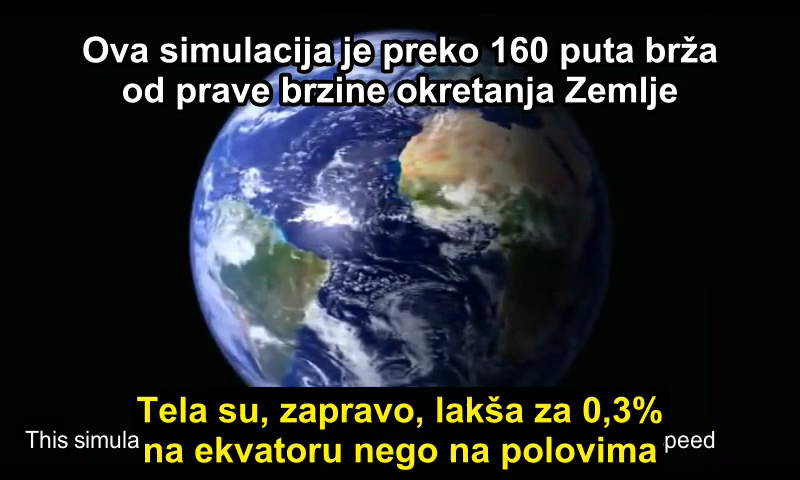 Ova simulacija je preko 160 puta brža
od prave brzine okretanja Zemlje
Tela su, zapravo, lakša za 0,3%
This simula
na ekvatoru nego na polovima
peed